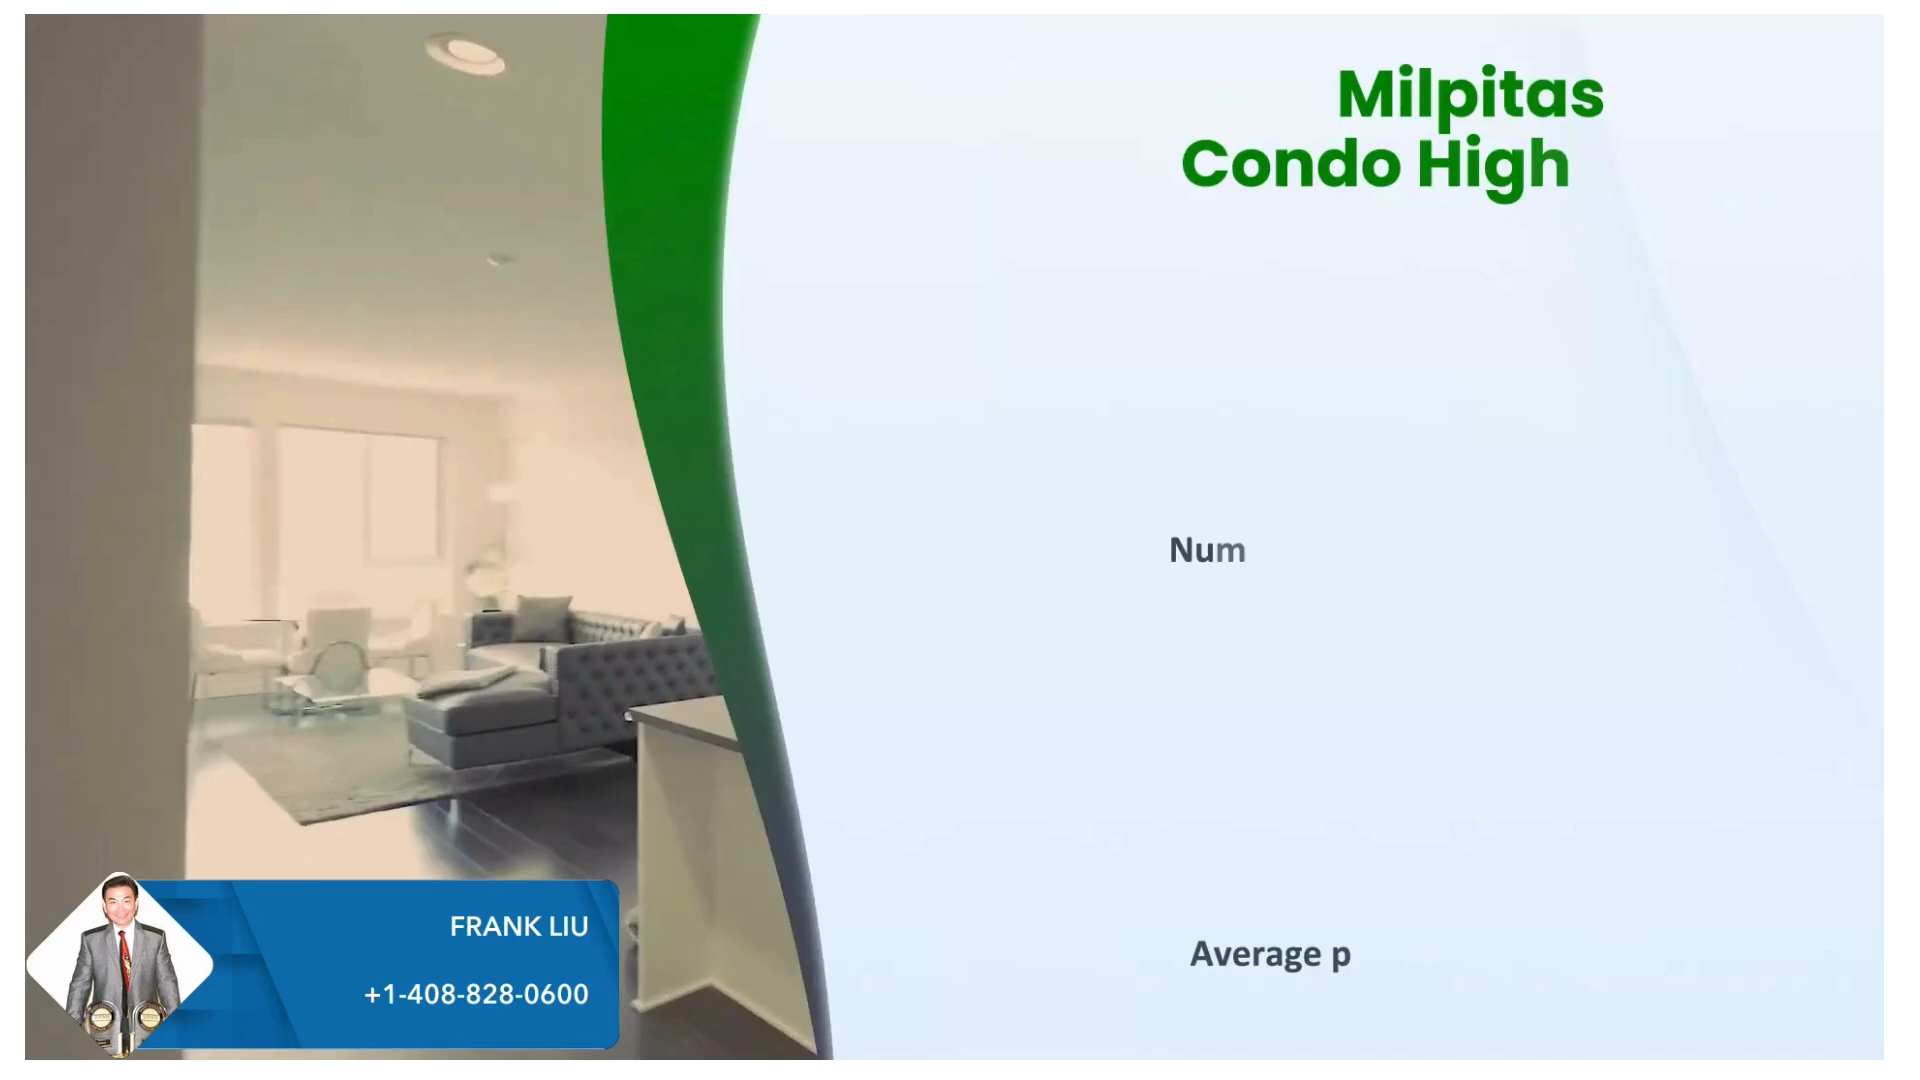 Milpitas
Condo High
Num
Average p
FRANK LIU
+1-408-828-0600